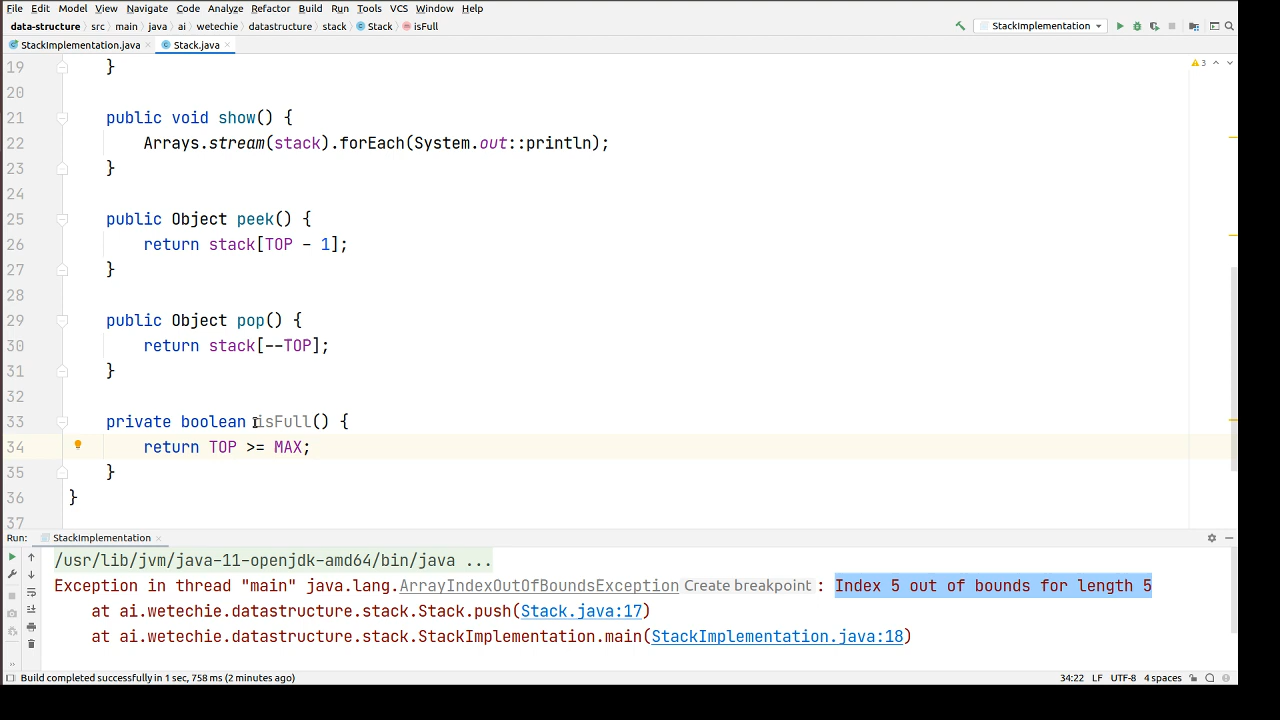 File Edit Model View Navigate Code Analyze Refactor Build Run Tools VCS Window Help
data-structure src main java ai wetechie datastructure stack Stack isFull StackImplementation
StackImplementation.java Stack.java
19 }
3
20
21 public void show() {
22 Arrays.stream(stack).forEach(System.out::println);
23 }
24
25 public Object peek() {
26 return stack[TOP - 1];
27 }
28
29 public Object pop() {
30 return stack[--TOP];
31 }
32
33 private boolean isFull() {
34 return TOP >= MAX;
35 }
36 }
37
Run: StackImplementation
/usr/lib/jvm/java-11-openjdk-amd64/bin/java ...
Exception in thread "main" java.lang.ArrayIndexOutOfBoundsException Create breakpoint : Index 5 out of bounds for length 5
at ai.wetechie.datastructure.stack.Stack.push(Stack.java:17)
at ai.wetechie.datastructure.stack.StackImplementation.main(StackImplementation.java:18)
Build completed successfully in 1 sec, 758 ms (2 minutes ago) 34:22 LF UTF-8 4 spaces